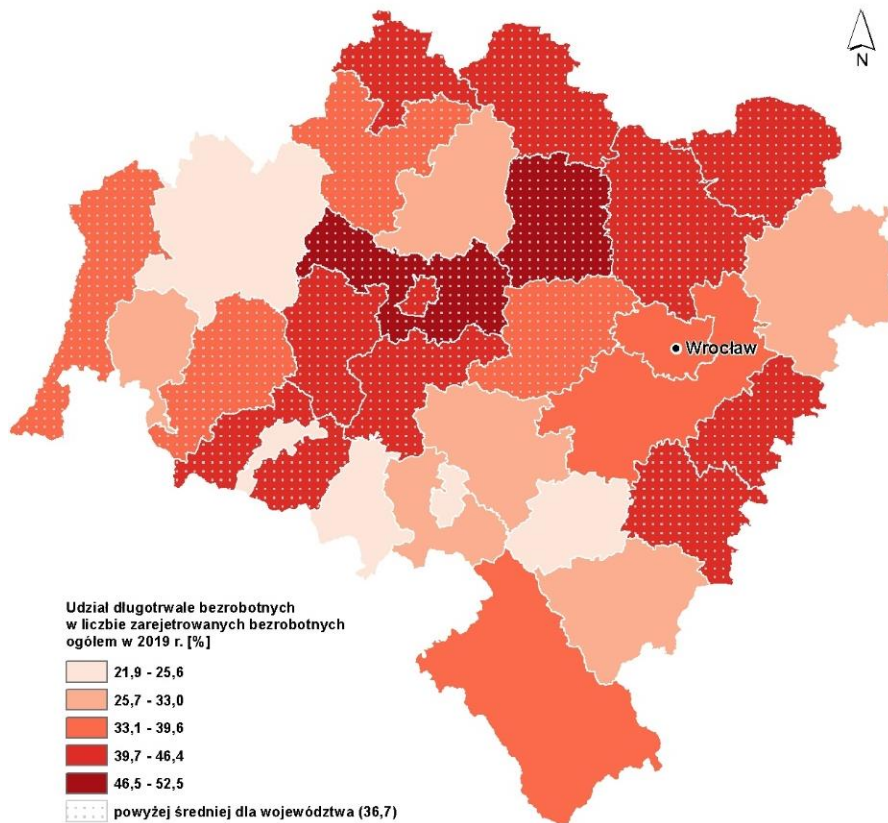 N
Wrocław
Udział długotrwale bezrobotnych
w liczbie zarejetrowanych bezrobotnych
ogółem w 2019 r. [%]
21,9 - 25,6
25,7 - 33,0
33,1 - 39,6
39,7 - 46,4
46,5 - 52,5
powyżej średniej dla województwa (36,7)